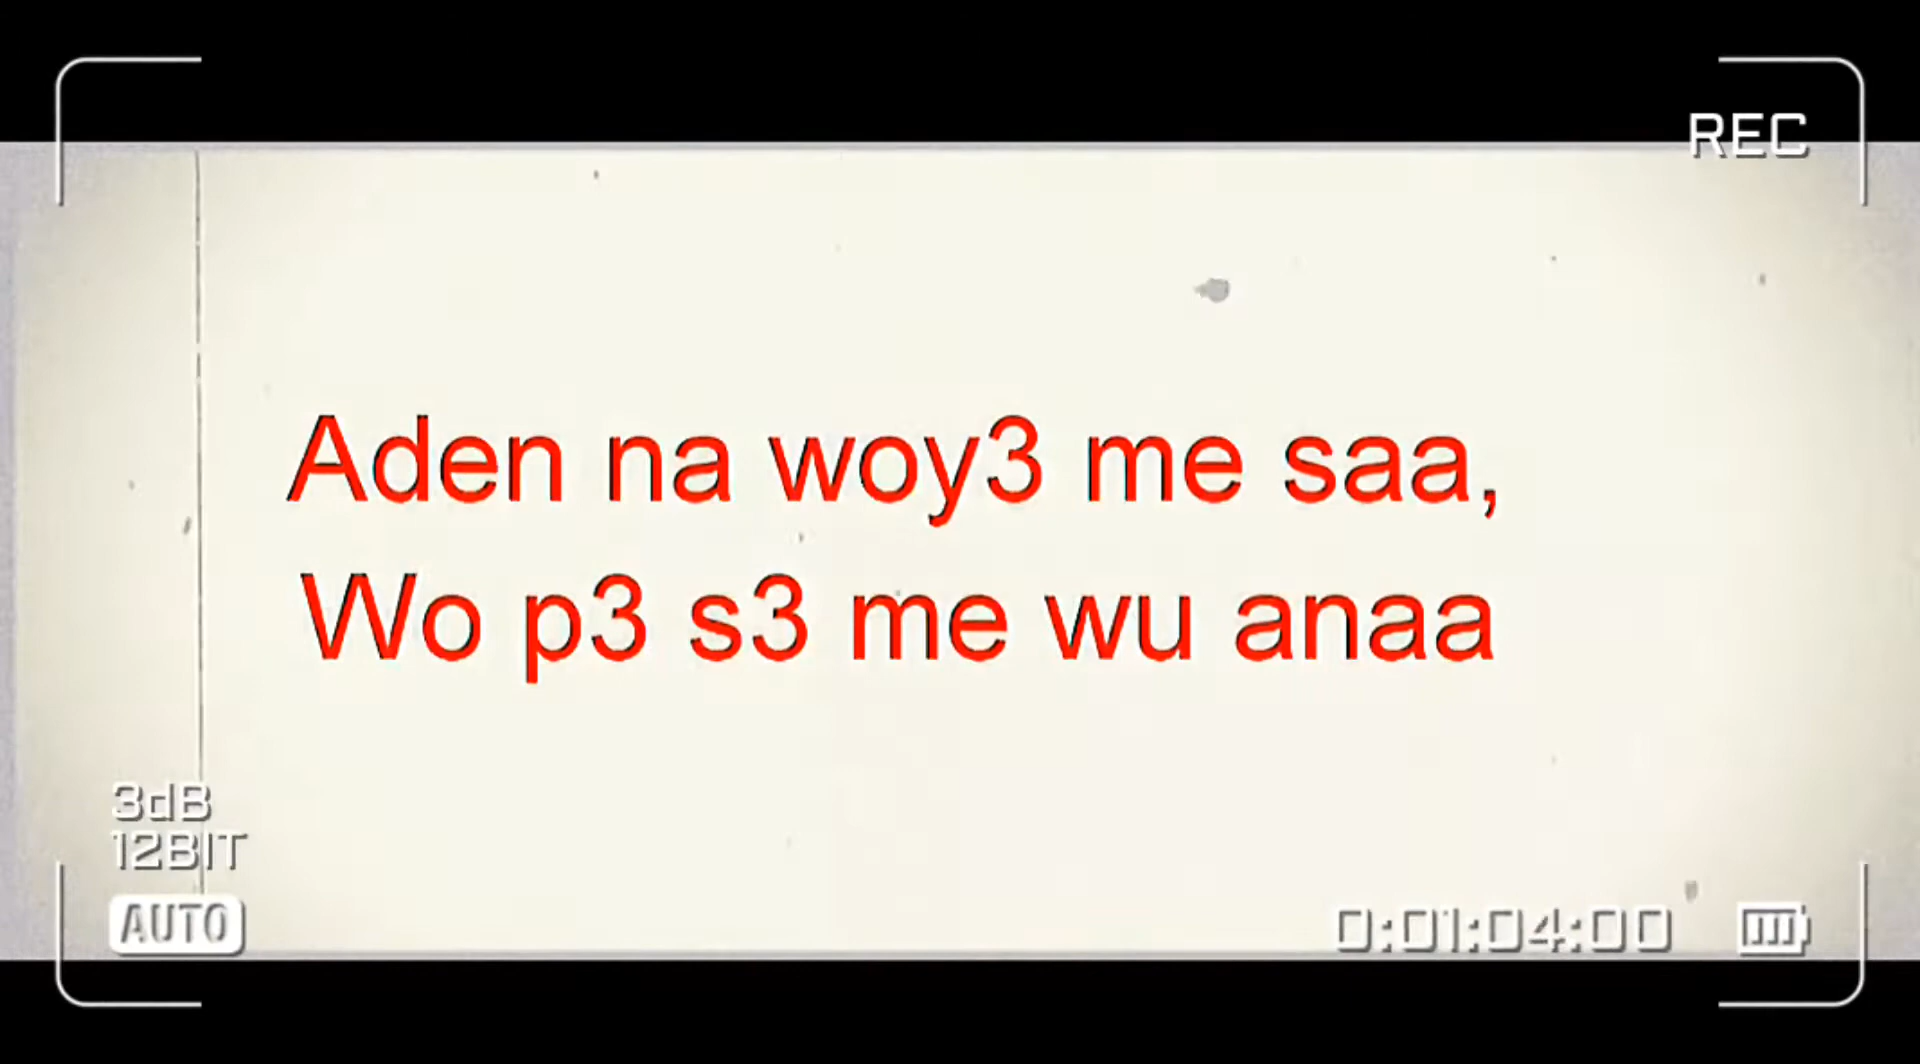 REC
Aden na woy3 me saa,
Wo p3 s3 me wu anaa
3dB
12BIT
AUTO
0:01:04:00